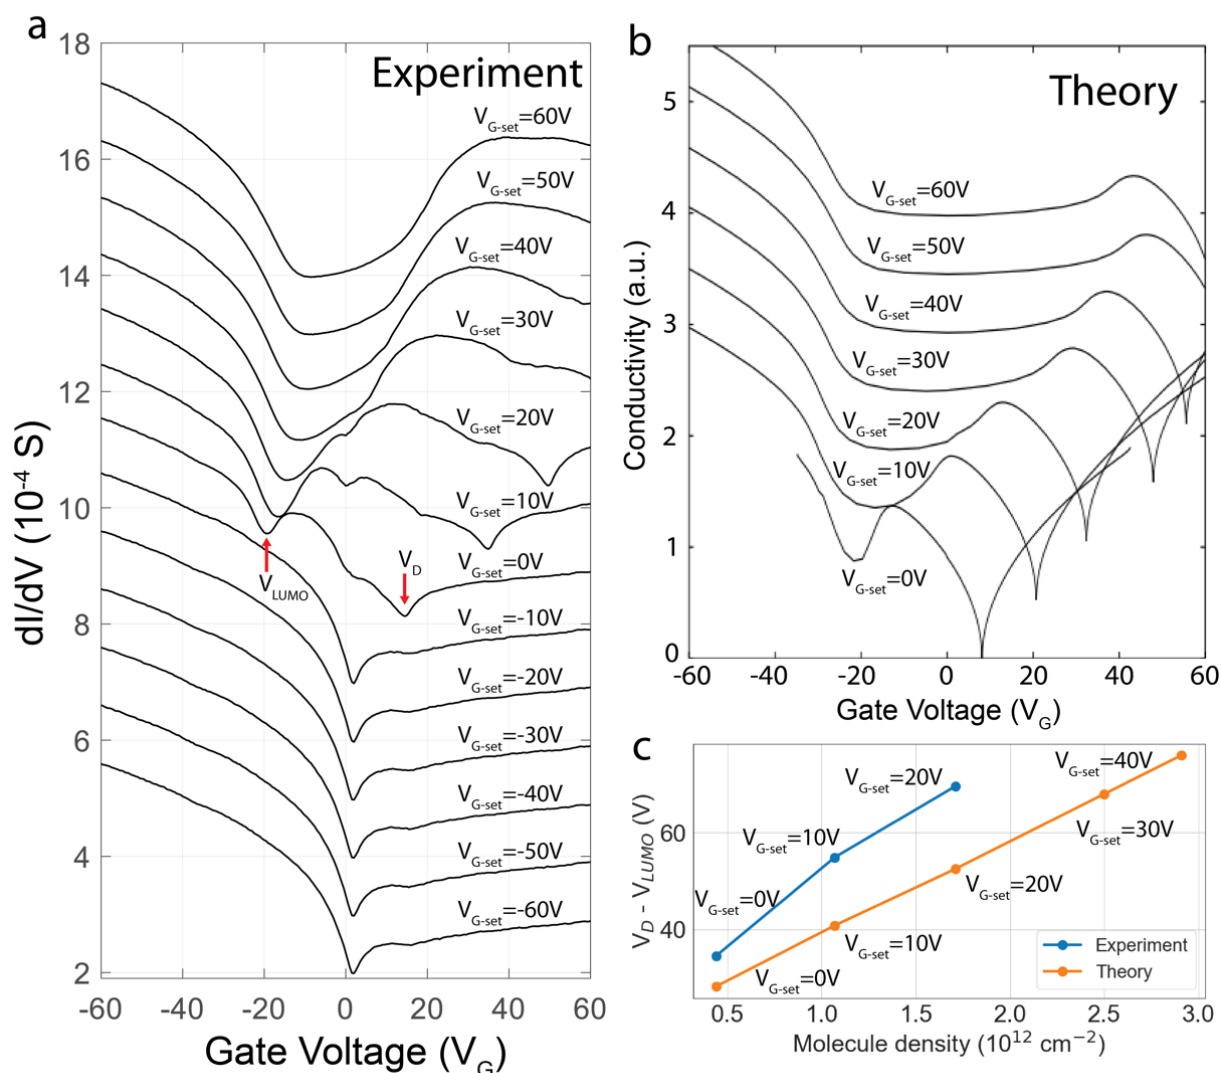 a
Experiment
dI/dV (10-4 S)
18
16
14
12
10
8
6
4
2
VG-set=60V
VG-set=50V
VG-set=40V
VG-set=30V
VG-set=20V
VG-set=10V
VG-set=0V
VG-set=-10V
VG-set=-20V
VG-set=-30V
VG-set=-40V
VG-set=-50V
VG-set=-60V
VLUMO
VD
-60 -40 -20 0 20 40 60
Gate Voltage (VG)
b
Theory
Conductivity (a.u.)
5
4
3
2
1
0
VG-set=60V
VG-set=50V
VG-set=40V
VG-set=30V
VG-set=20V
VG-set=10V
VG-set=0V
-60 -40 -20 0 20 40 60
Gate Voltage (VG)
c
VD - VLUMO (V)
60
40
VG-set=20V
VG-set=10V
VG-set=0V
VG-set=40V
VG-set=30V
VG-set=20V
VG-set=10V
VG-set=0V
Experiment
Theory
0.5 1.0 1.5 2.0 2.5 3.0
Molecule density (10¹² cm⁻²)